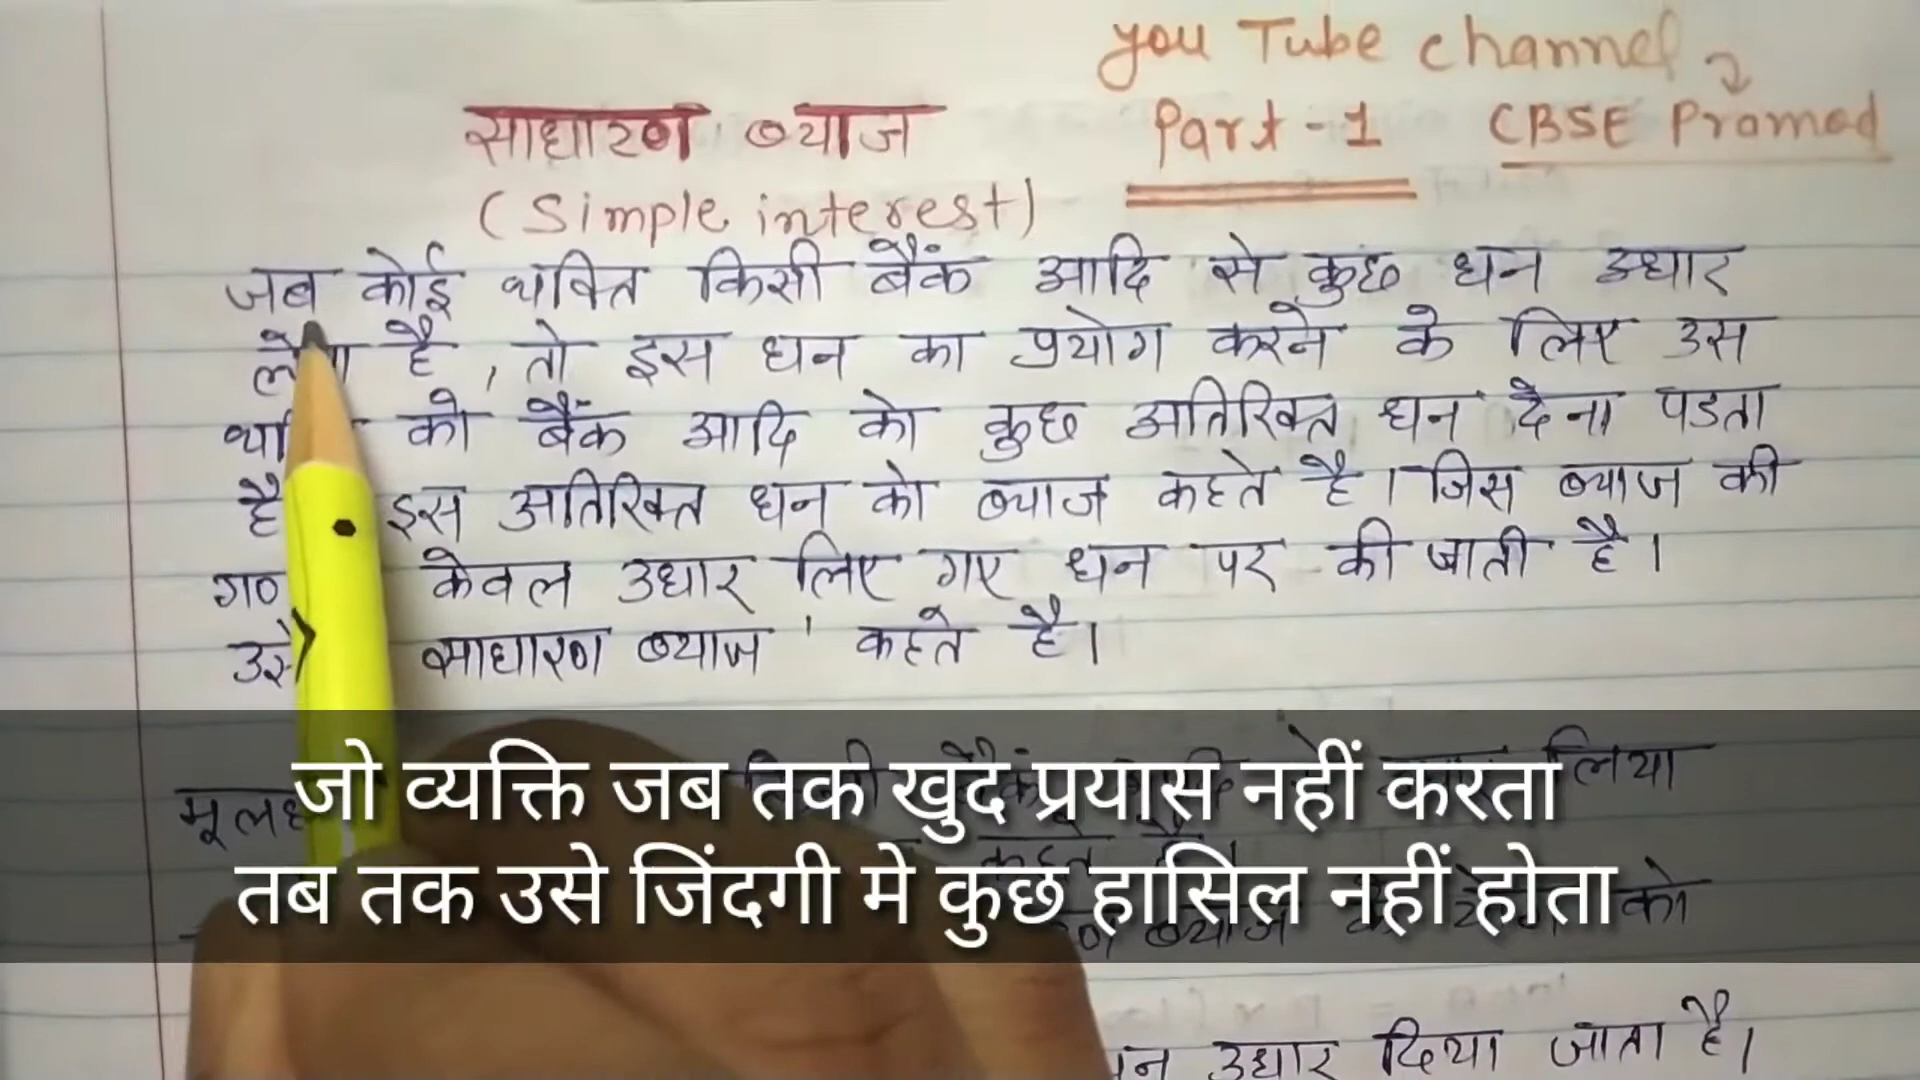 you Tube channel
साधारण ब्याज Part-1 CBSE Pramod
(Simple interest)
जब कोई व्यक्ति किसी बैंक आदि से कुछ धन उधार
है, तो इस धन का प्रयोग करने के लिए उस
को बैंक आदि को कुछ अतिरिक्त धन देना पडता
है इस अतिरिक्त धन को ब्याज कहते है। जिस ब्याज की
केवल उधार लिए गए धन पर की जाती है।
साधारण ब्याज' कहते है।
जो व्यक्ति जब तक खुद प्रयास नहीं करता
लिया
तब तक उसे जिंदगी मे कुछ हासिल नहीं होता
को
उधार दिया जाता है।